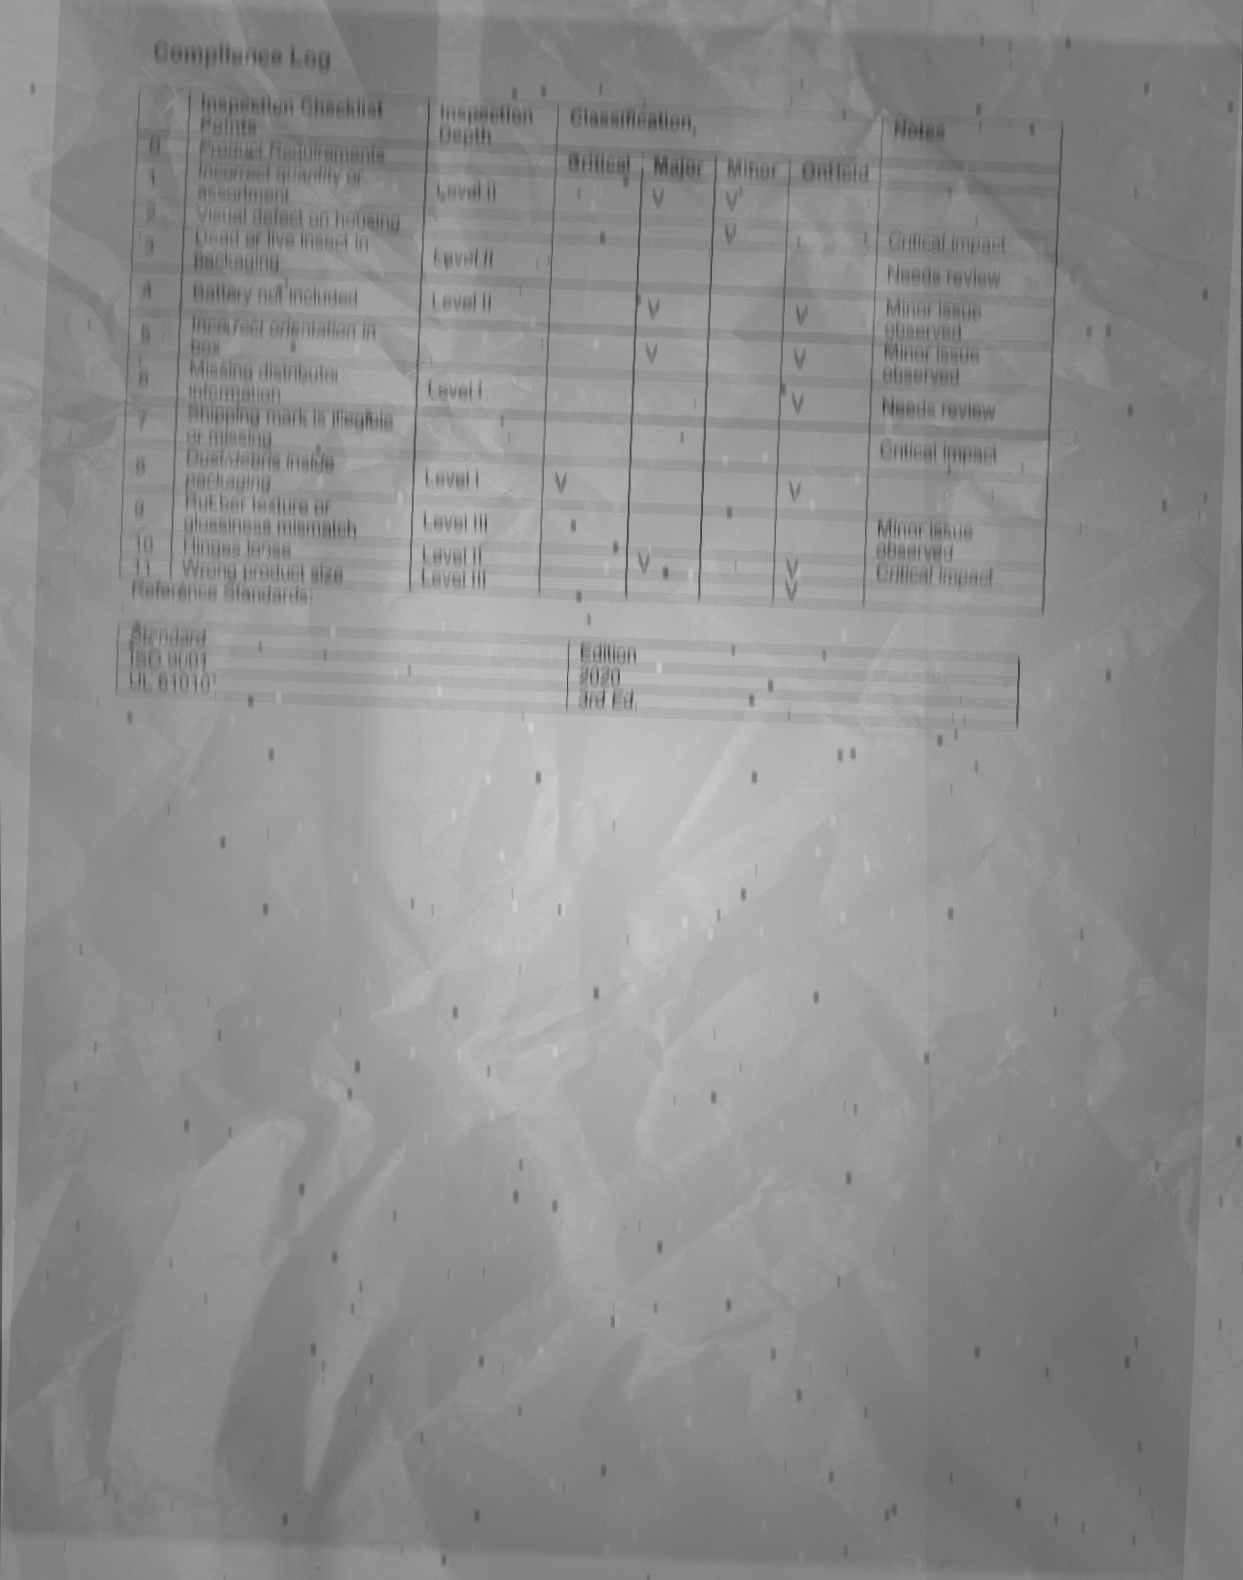 Compliance Log
Inspection Checklist Points
Inspection Depth
Classification
Notes
Critical Major Minor OnHold
0 Product Requirements
1 Incorrect quantity or assortment Level II V V
2 Visual defect on housing V Critical impact
3 Dead or live insect in packaging Level II Needs review
4 Battery not included Level II V V Minor issue observed
5 Incorrect orientation in box V V Minor issue observed
6 Missing distributor information Level I V Needs review
7 Shipping mark is illegible or missing Critical impact
8 Dust/debris inside packaging Level I V V
9 Rubber texture or glossiness mismatch Level III Minor issue observed
10 Hinges loose Level II V V Critical impact
11 Wrong product size Level III V
Reference Standards:
Standard Edition
ISO 9001 2020
UL 61010 3rd Ed.